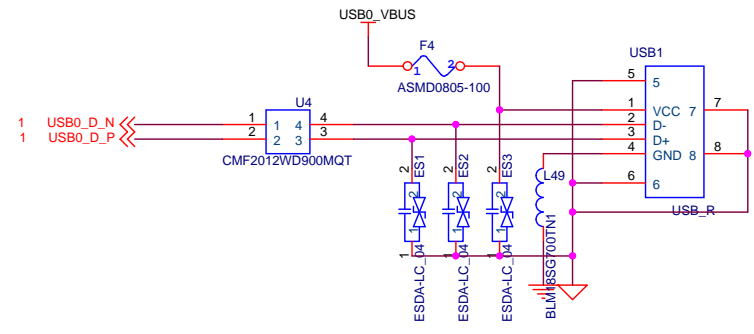 USB0_VBUS
F4
1 2
ASMD0805-100
USB1
5 5
1 VCC 7 7
2 D-
3 D+
4 GND 8 8
6 6
USB_R
1 USB0_D_N
1 USB0_D_P
U4
1 1 4 4
2 2 3 3
CMF2012WD900MQT
2 ES1
2 ES2
2 ES3
2
2
2
L49
1
1
1
1 ESDA-LC_04
1 ESDA-LC_04
1 ESDA-LC_04
BLM18SG700TN1